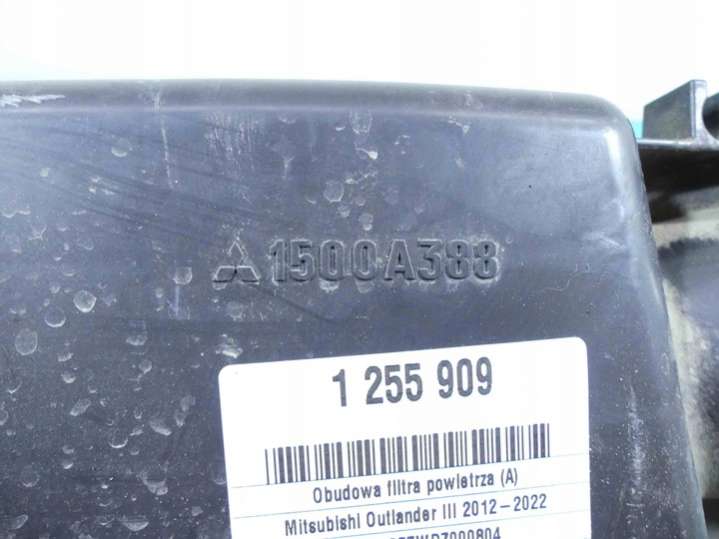 1500A388
1 255 909
Obudowa filtra powietrza (A)
Mitsubishi Outlander III 2012-2022